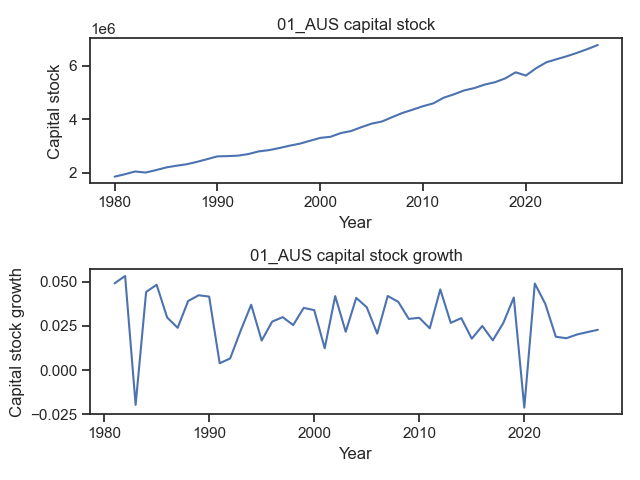 01_AUS capital stock
1e6
6
4
2
Capital stock
1980 1990 2000 2010 2020
Year
01_AUS capital stock growth
0.050
0.025
0.000
−0.025
Capital stock growth
1980 1990 2000 2010 2020
Year